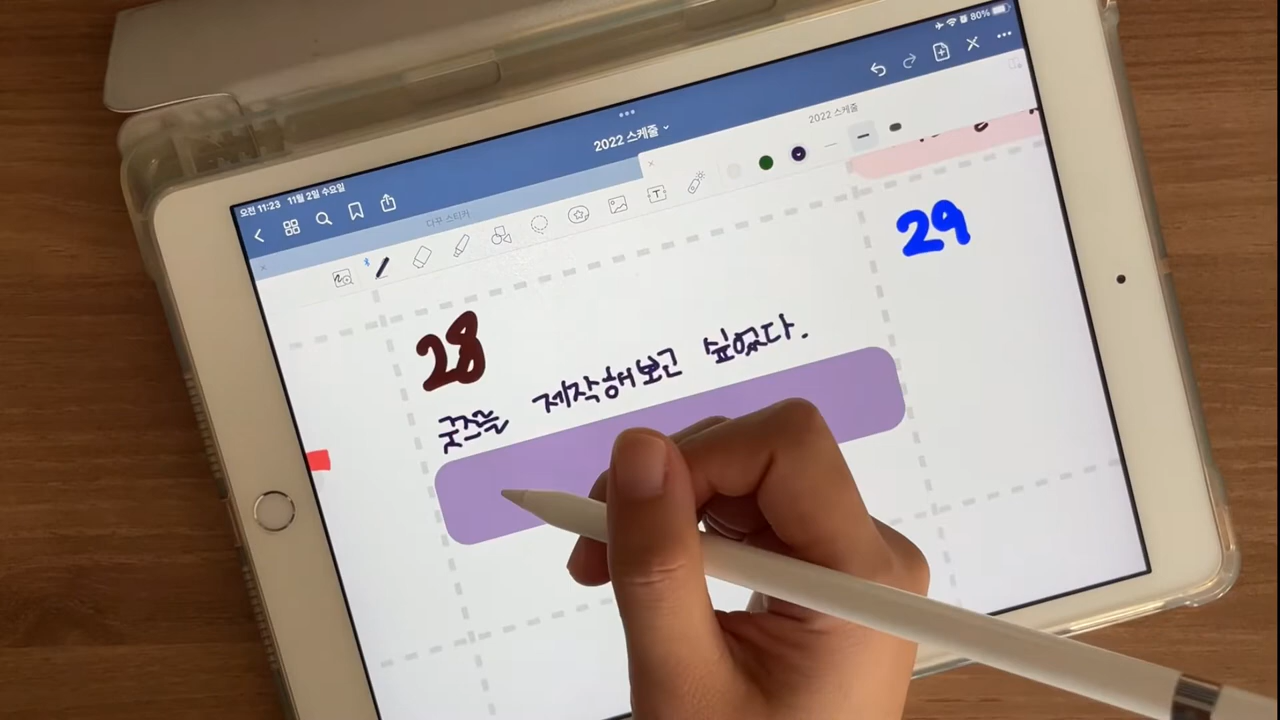 오전 11:23 11월 2일 수요일
80%
2022 스케줄
다꾸 스티커
2022 스케줄
28
29
굿즈를 제작해보고 싶었다.